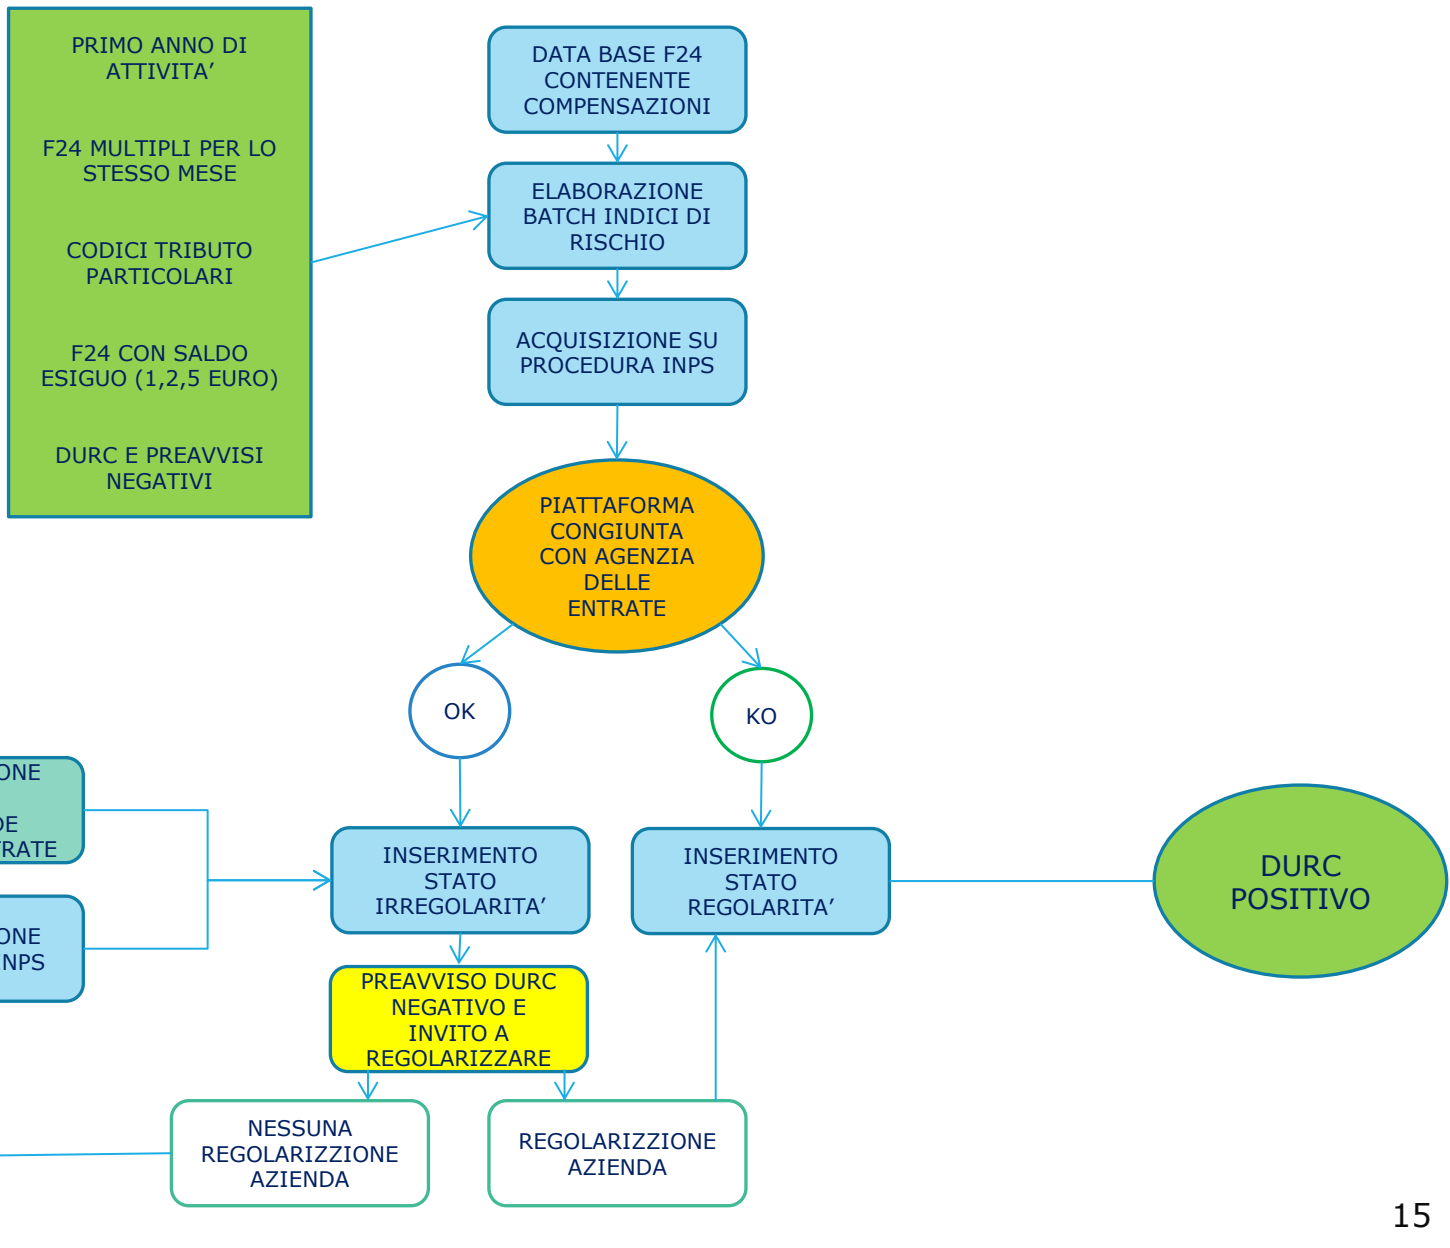 PRIMO ANNO DI
ATTIVITA’
F24 MULTIPLI PER LO
STESSO MESE
CODICI TRIBUTO
PARTICOLARI
F24 CON SALDO
ESIGUO (1,2,5 EURO)
DURC E PREAVVISI
NEGATIVI
DATA BASE F24
CONTENENTE
COMPENSAZIONI
ELABORAZIONE
BATCH INDICI DI
RISCHIO
ACQUISIZIONE SU
PROCEDURA INPS
PIATTAFORMA
CONGIUNTA
CON AGENZIA
DELLE
ENTRATE
OK
KO
INPS
INSERIMENTO
STATO
IRREGOLARITA’
INSERIMENTO
STATO
REGOLARITA’
DURC
POSITIVO
PREAVVISO DURC
NEGATIVO E
INVITO A
REGOLARIZZARE
NESSUNA
REGOLARIZZIONE
AZIENDA
REGOLARIZZIONE
AZIENDA
15